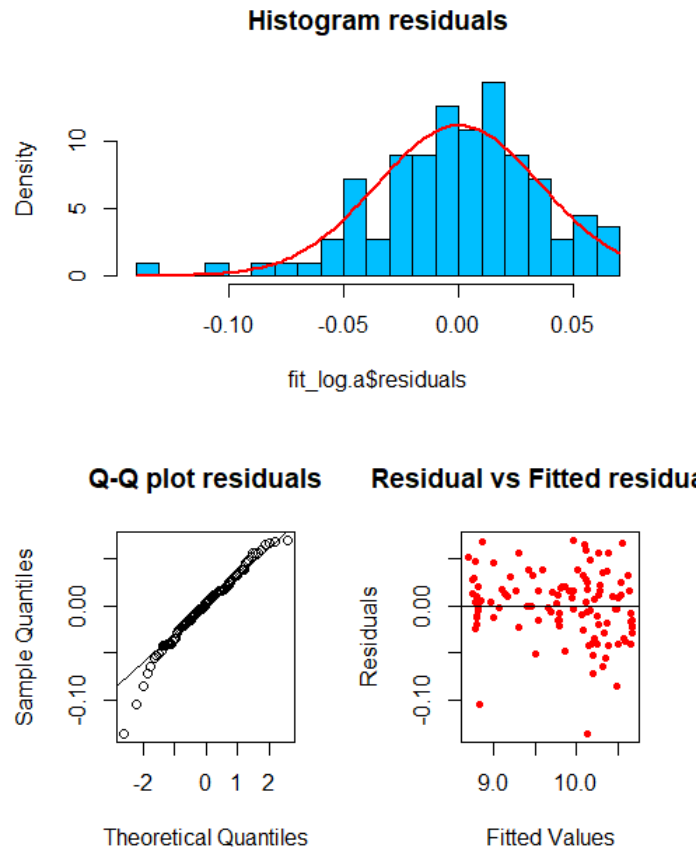 Histogram residuals
Density
10
5
0
-0.10 -0.05 0.00 0.05
fit_log.a$residuals
Q-Q plot residuals
Sample Quantiles
0.00
-0.10
-2 0 1 2
Theoretical Quantiles
Residual vs Fitted residua
Residuals
0.00
-0.10
9.0 10.0
Fitted Values